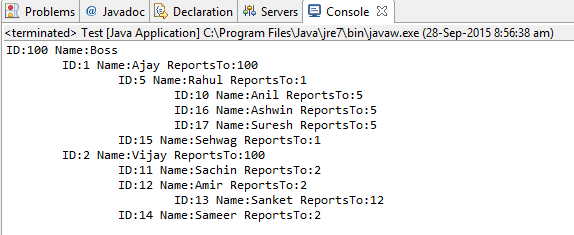 Problems @ Javadoc Declaration Servers Console
<terminated> Test [Java Application] C:\Program Files\Java\jre7\bin\javaw.exe (28-Sep-2015 8:56:38 am)
ID:100 Name:Boss
ID:1 Name:Ajay ReportsTo:100
ID:5 Name:Rahul ReportsTo:1
ID:10 Name:Anil ReportsTo:5
ID:16 Name:Ashwin ReportsTo:5
ID:17 Name:Suresh ReportsTo:5
ID:15 Name:Sehwag ReportsTo:1
ID:2 Name:Vijay ReportsTo:100
ID:11 Name:Sachin ReportsTo:2
ID:12 Name:Amir ReportsTo:2
ID:13 Name:Sanket ReportsTo:12
ID:14 Name:Sameer ReportsTo:2